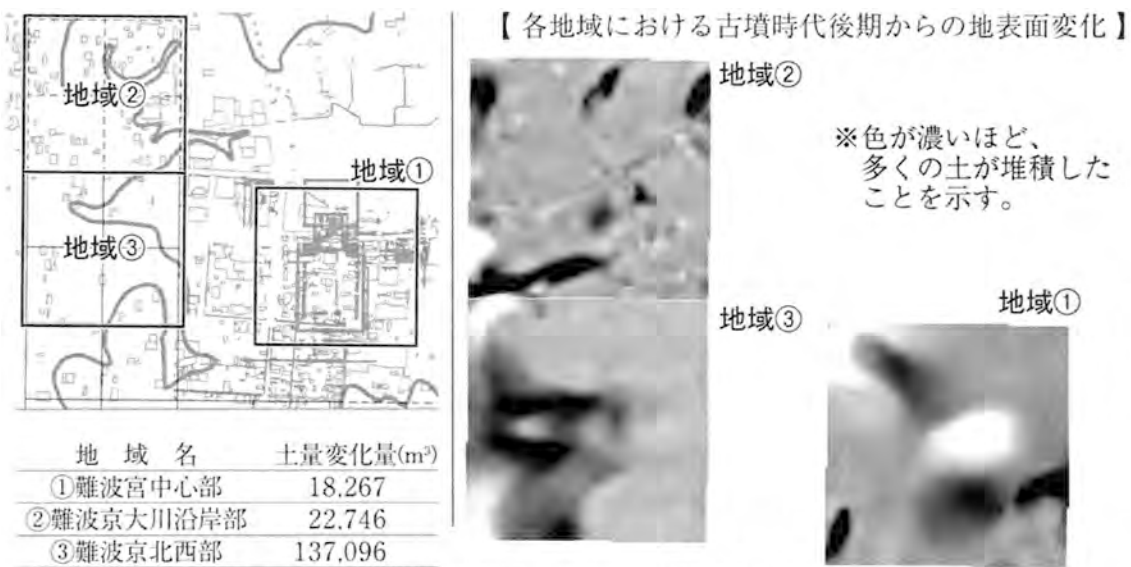 地域②
地域①
地域③
地域名 土量変化量(m³)
①難波宮中心部 18,267
②難波京大川沿岸部 22,746
③難波京北西部 137,096
【 各地域における古墳時代後期からの地表面変化 】
地域②
※色が濃いほど、
多くの土が堆積した
ことを示す。
地域③
地域①